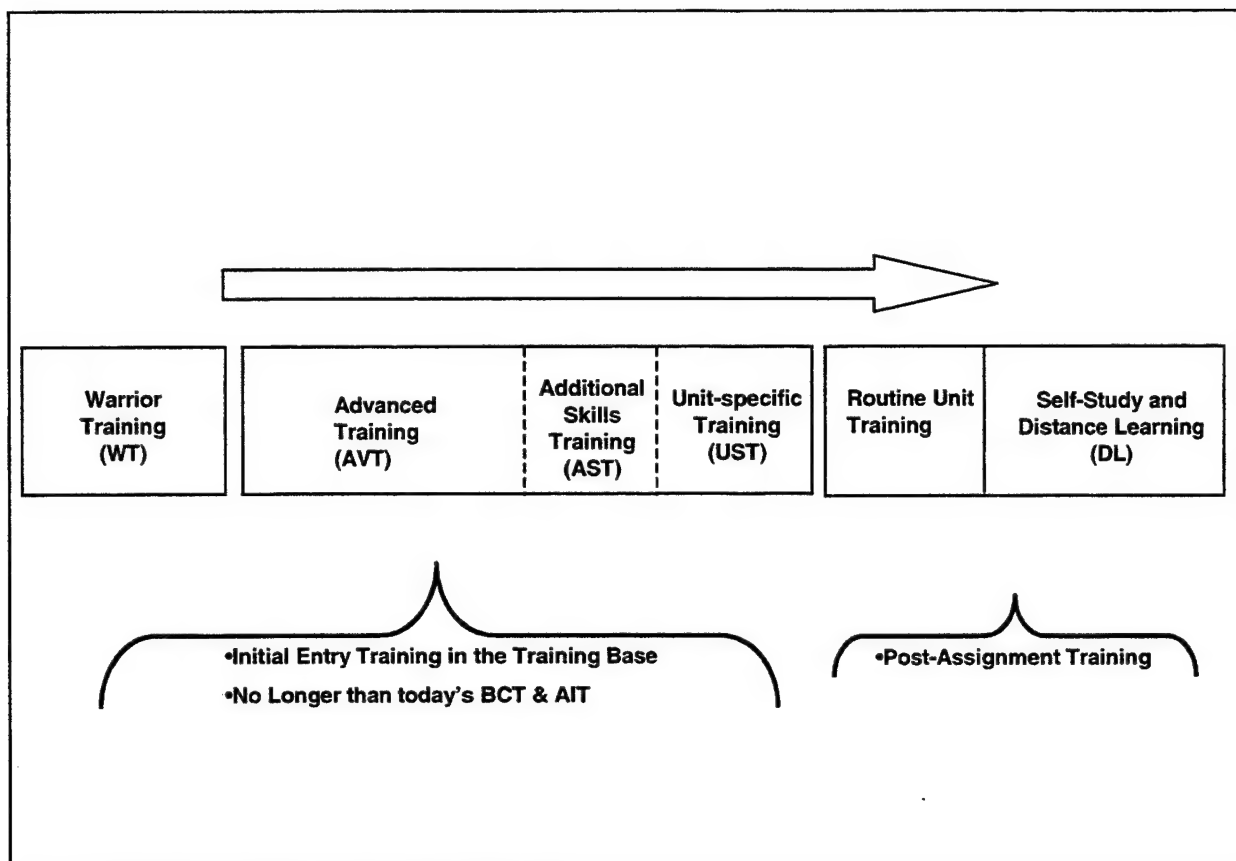 Warrior
Training
(WT)
Advanced
Training
(AVT)
Additional
Skills
Training
(AST)
Unit-specific
Training
(UST)
Routine Unit
Training
Self-Study and
Distance Learning
(DL)
•Initial Entry Training in the Training Base
•No Longer than today's BCT & AIT
•Post-Assignment Training